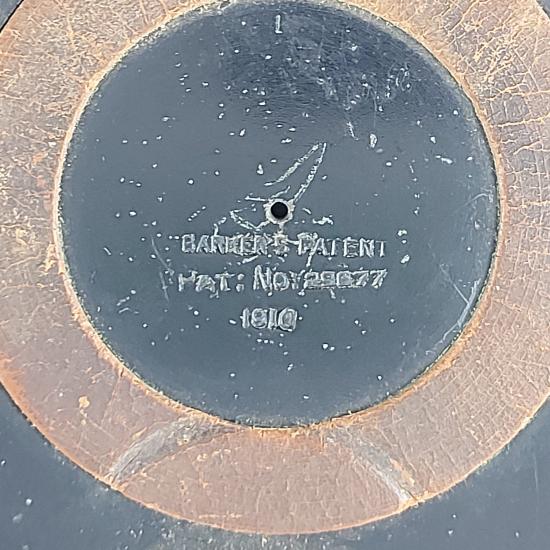 1
BARKER'S PATENT
PAT: NO
1910